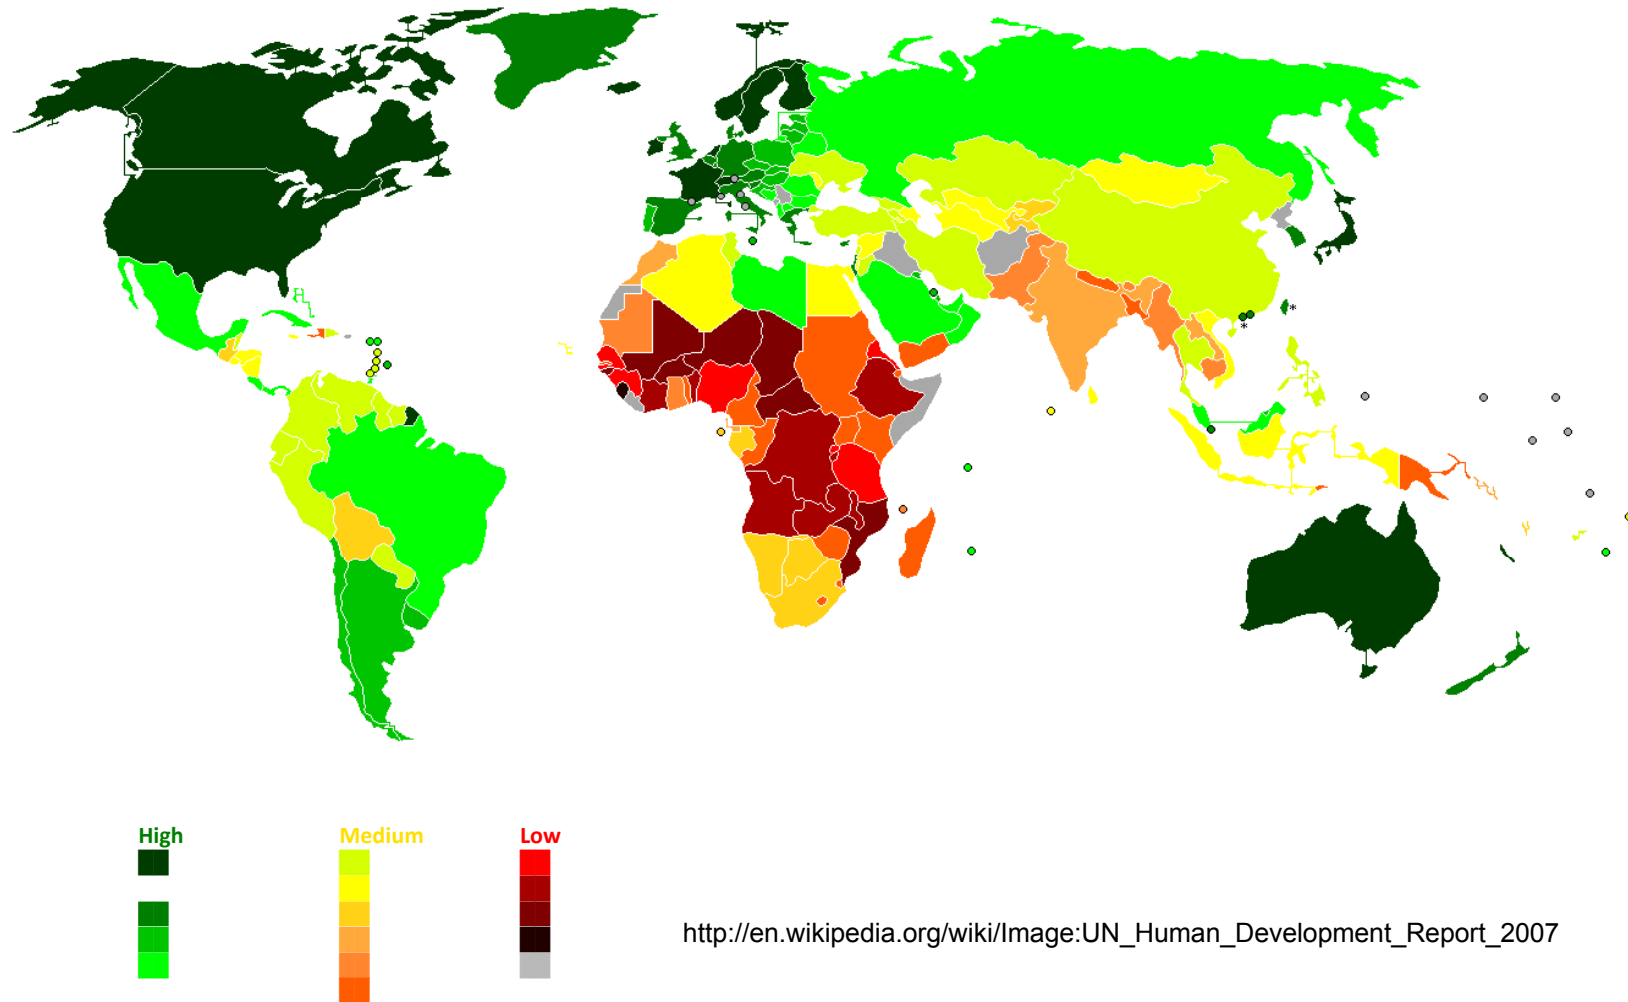 *
*
High
Medium
Low
http://en.wikipedia.org/wiki/Image:UN_Human_Development_Report_2007